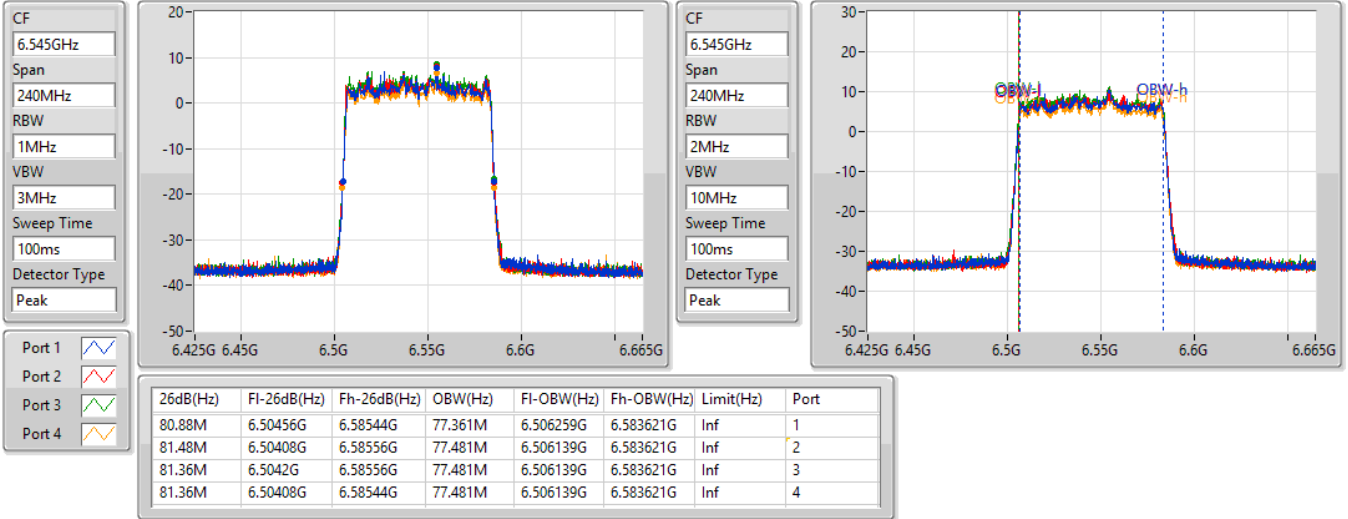 CF
6.545GHz
Span
240MHz
RBW
1MHz
VBW
3MHz
Sweep Time
100ms
Detector Type
Peak
20
10
0
-10
-20
-30
-40
-50
6.425G 6.45G 6.5G 6.55G 6.6G 6.665G
CF
6.545GHz
Span
240MHz
RBW
2MHz
VBW
10MHz
Sweep Time
100ms
Detector Type
Peak
30
20
10
0
-10
-20
-30
-40
-50
OBW-l OBW-h
6.425G 6.45G 6.5G 6.55G 6.6G 6.665G
Port 1
Port 2
Port 3
Port 4
26dB(Hz) Fl-26dB(Hz) Fh-26dB(Hz) OBW(Hz) Fl-OBW(Hz) Fh-OBW(Hz) Limit(Hz) Port
80.88M 6.50456G 6.58544G 77.361M 6.506259G 6.583621G Inf 1
81.48M 6.50408G 6.58556G 77.481M 6.506139G 6.583621G Inf 2
81.36M 6.5042G 6.58556G 77.481M 6.506139G 6.583621G Inf 3
81.36M 6.50408G 6.58544G 77.481M 6.506139G 6.583621G Inf 4